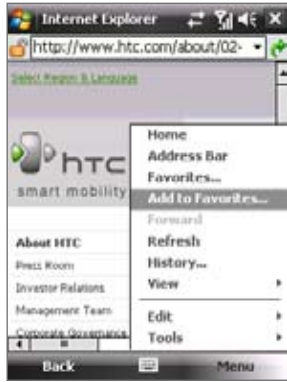 Internet Explorer
http://www.htc.com/about/02-
Select Region & Language
hTC
smart mobility
About HTC
Press Room
Investor Relations
Management Team
Corporate Governance
Home
Address Bar
Favorites...
Add to Favorites...
Forward
Refresh
History...
View
Edit
Tools
Back
Menu